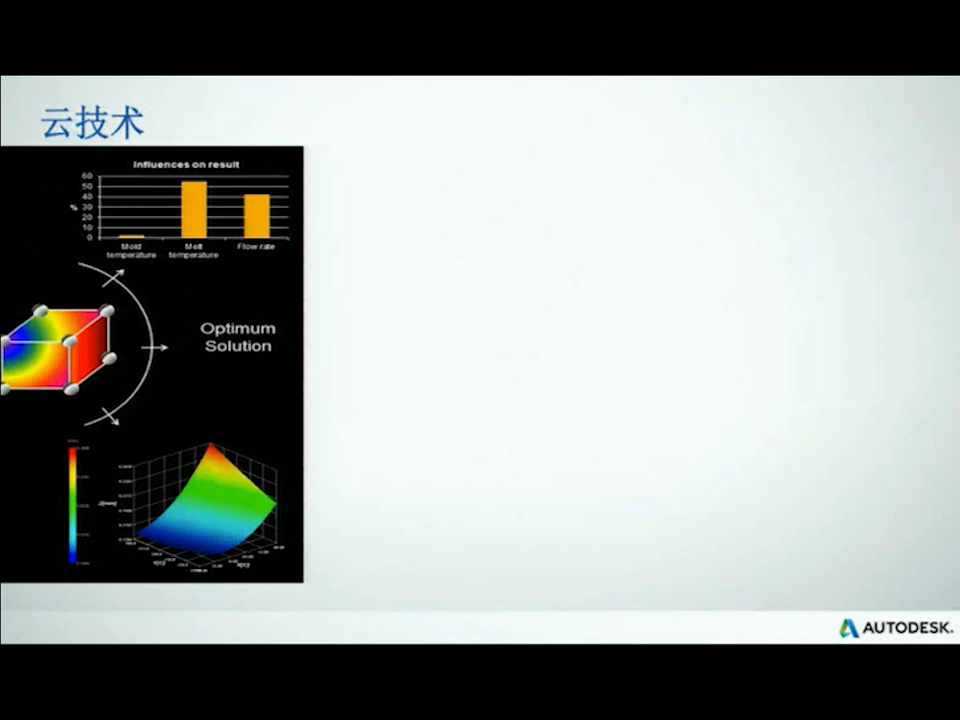 云技术
Influences on result
60
50
40
30
20
10
0
%
Mold temperature
Melt temperature
Flow rate
Optimum
Solution
AUTODESK.